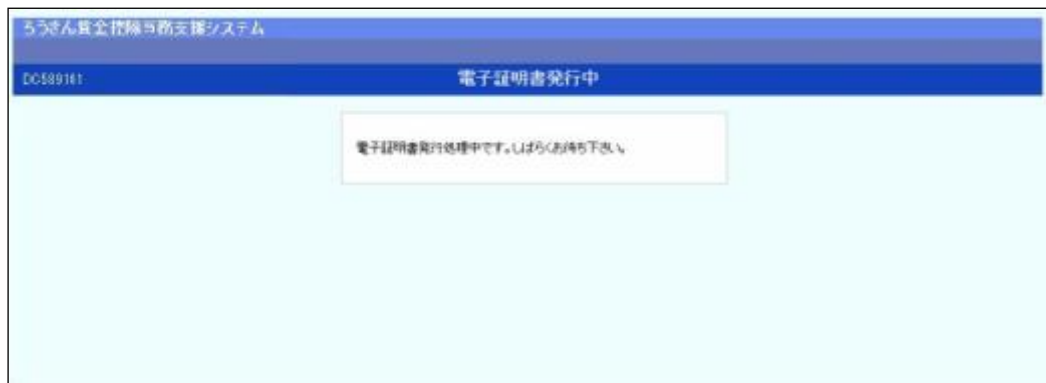 ろうきん賃金控除事務支援システム
DC589161
電子証明書発行中
電子証明書発行処理中です。しばらくお待ち下さい。